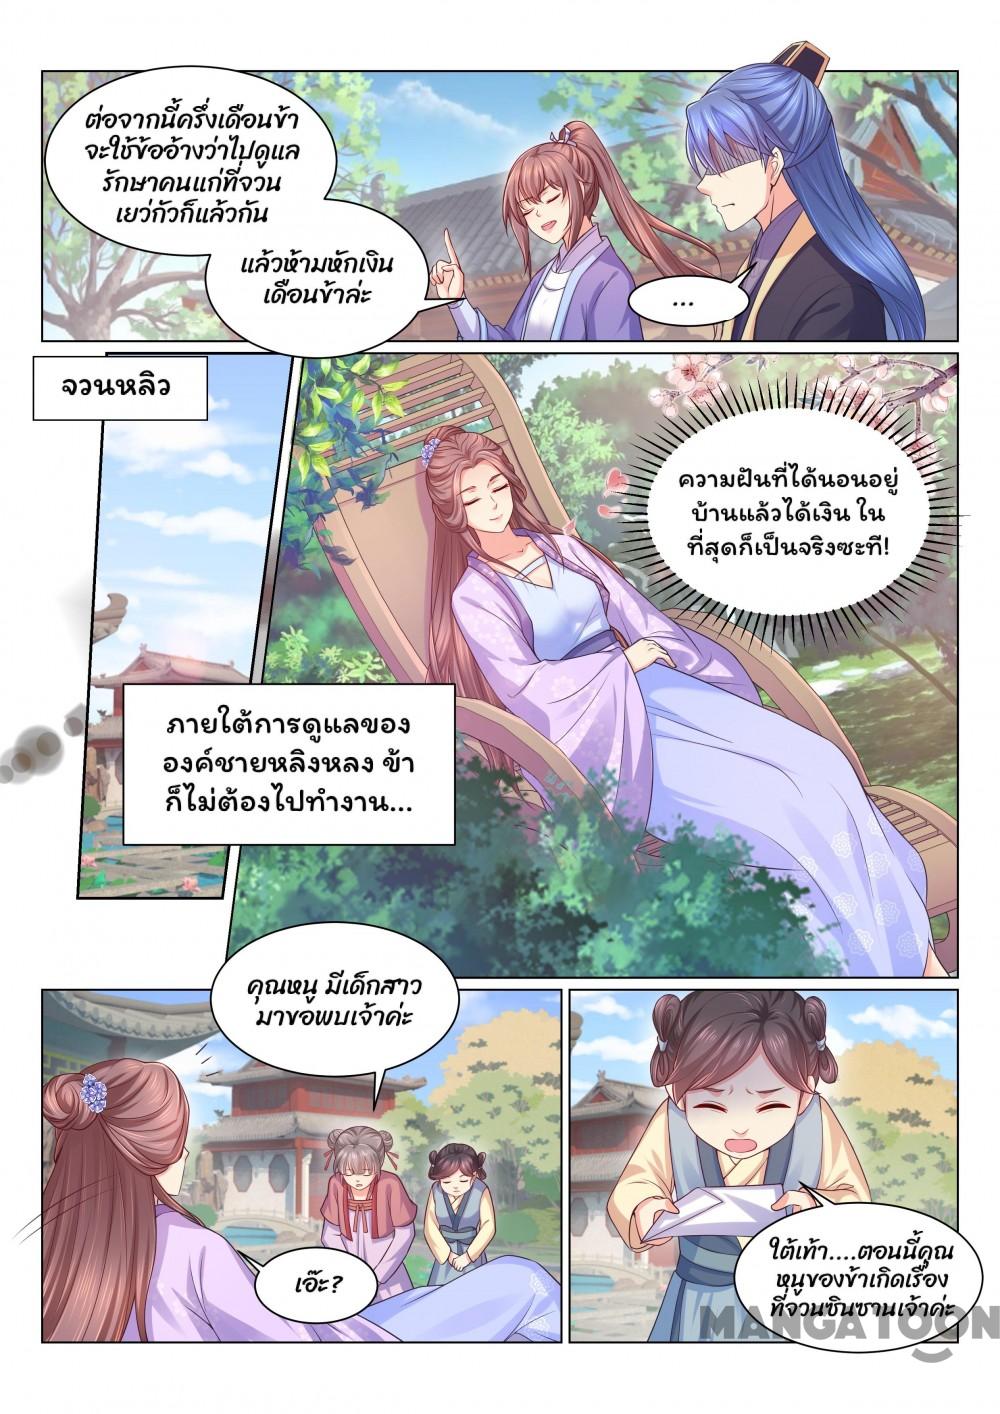 ต่อจากนี้ครึ่งเดือนข้า
จะใช้ข้ออ้างว่าไปดูแล
รักษาคนแก่ที่จวน
เยว่กัวก็แล้วกัน
แล้วห้ามหักเงิน
เดือนข้าล่ะ
...
จวนหลิว
ความฝันที่ได้นอนอยู่
บ้านแล้วได้เงิน ใน
ที่สุดก็เป็นจริงซะที!
ภายใต้การดูแลของ
องค์ชายหลิงหลง ข้า
ก็ไม่ต้องไปทำงาน...
คุณหนู มีเด็กสาว
มาขอพบเจ้าค่ะ
เอ๊ะ?
ใต้เท้า....ตอนนี้คุณ
หนูของข้าเกิดเรื่อง
ที่จวนซินซานเจ้าค่ะ
MANGATOON